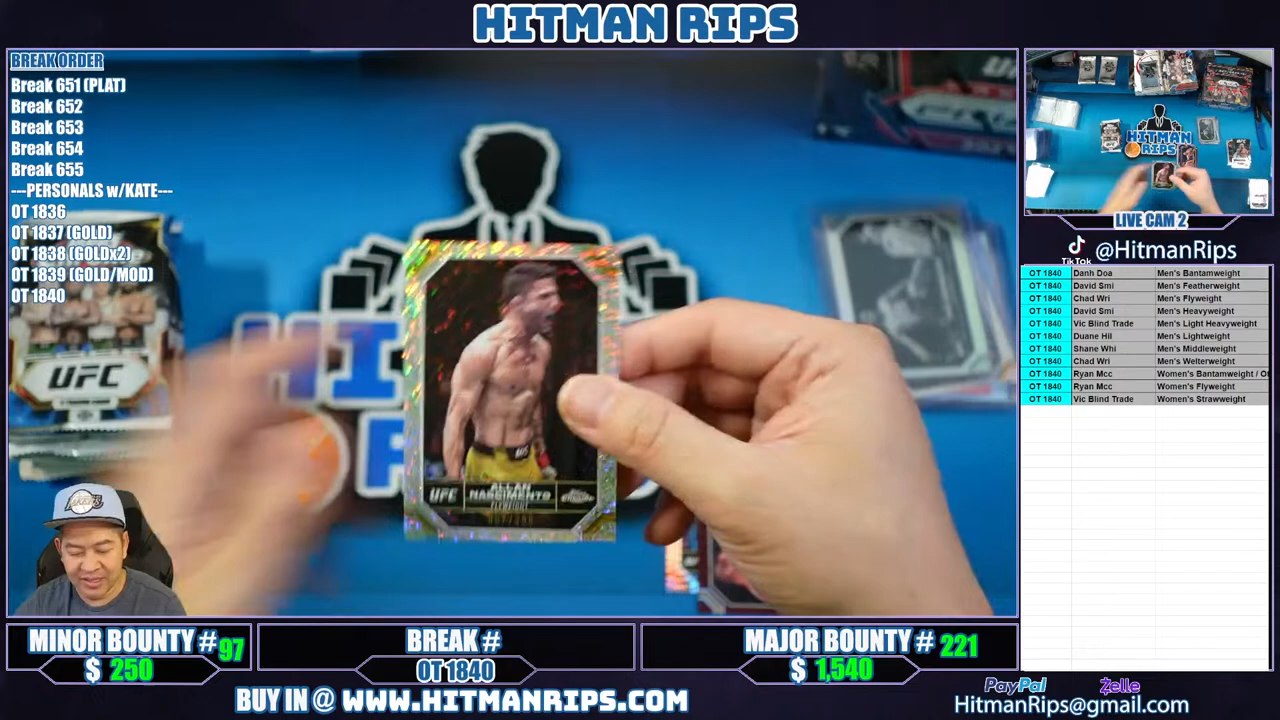 HITMAN RIPS
BREAK ORDER
Break 651 (PLAT)
Break 652
Break 653
Break 654
Break 655
---PERSONALS w/KATE---
OT 1836
OT 1837 (GOLD)
OT 1838 (GOLDx2)
OT 1839 (GOLD/MOD)
OT 1840
UFC
UFC
ALLAN
NASCIMENTO
FLYWEIGHT
HITMAN
RIPS
LIVE CAM 2
TikTok
@HitmanRips
OT 1840 Danh Doa Men's Bantamweight
OT 1840 David Smi Men's Featherweight
OT 1840 Chad Wri Men's Flyweight
OT 1840 David Smi Men's Heavyweight
OT 1840 Vic Blind Trade Men's Light Heavyweight
OT 1840 Duane Hil Men's Lightweight
OT 1840 Shane Whi Men's Middleweight
OT 1840 Chad Wri Men's Welterweight
OT 1840 Ryan Mcc Women's Bantamweight / Ot
OT 1840 Ryan Mcc Women's Flyweight
OT 1840 Vic Blind Trade Women's Strawweight
MINOR BOUNTY # 97
$ 250
BREAK #
OT 1840
MAJOR BOUNTY # 221
$ 1,540
BUY IN @ WWW.HITMANRIPS.COM
PayPal Zelle
HitmanRips@gmail.com